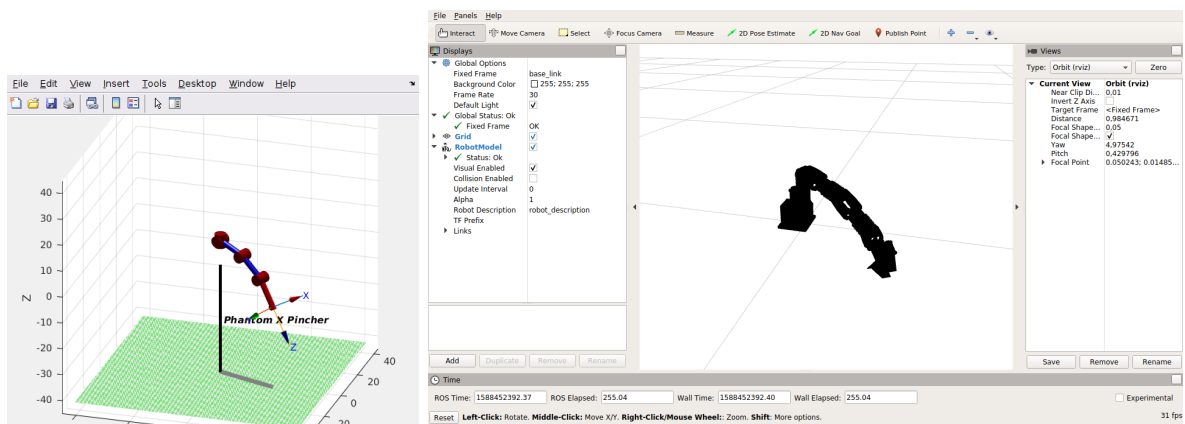 File Edit View Insert Tools Desktop Window Help
40
30
20
10
0
-10
-20
-30
-40
Z
X
Phantom X Pincher
Z
40
20
0
-20
File Panels Help
Interact Move Camera Select Focus Camera Measure 2D Pose Estimate 2D Nav Goal Publish Point
Displays
Global Options
Fixed Frame base_link
Background Color 255; 255; 255
Frame Rate 30
Default Light
Global Status: Ok
Fixed Frame OK
Grid
RobotModel
Status: Ok
Visual Enabled
Collision Enabled
Update Interval 0
Alpha 1
Robot Description robot_description
TF Prefix
Links
Add Duplicate Remove Rename
Views
Type: Orbit (rviz) Zero
Current View Orbit (rviz)
Near Clip Di... 0,01
Invert Z Axis
Target Frame <Fixed Frame>
Distance 0,984671
Focal Shape... 0,05
Focal Shape...
Yaw 4,97542
Pitch 0,429796
Focal Point 0.050243; 0.01485...
Save Remove Rename
Time
ROS Time: 1588452392.37 ROS Elapsed: 255.04 Wall Time: 1588452392.40 Wall Elapsed: 255.04 Experimental
Reset Left-Click: Rotate. Middle-Click: Move X/Y. Right-Click/Mouse Wheel:: Zoom. Shift: More options. 31 fps